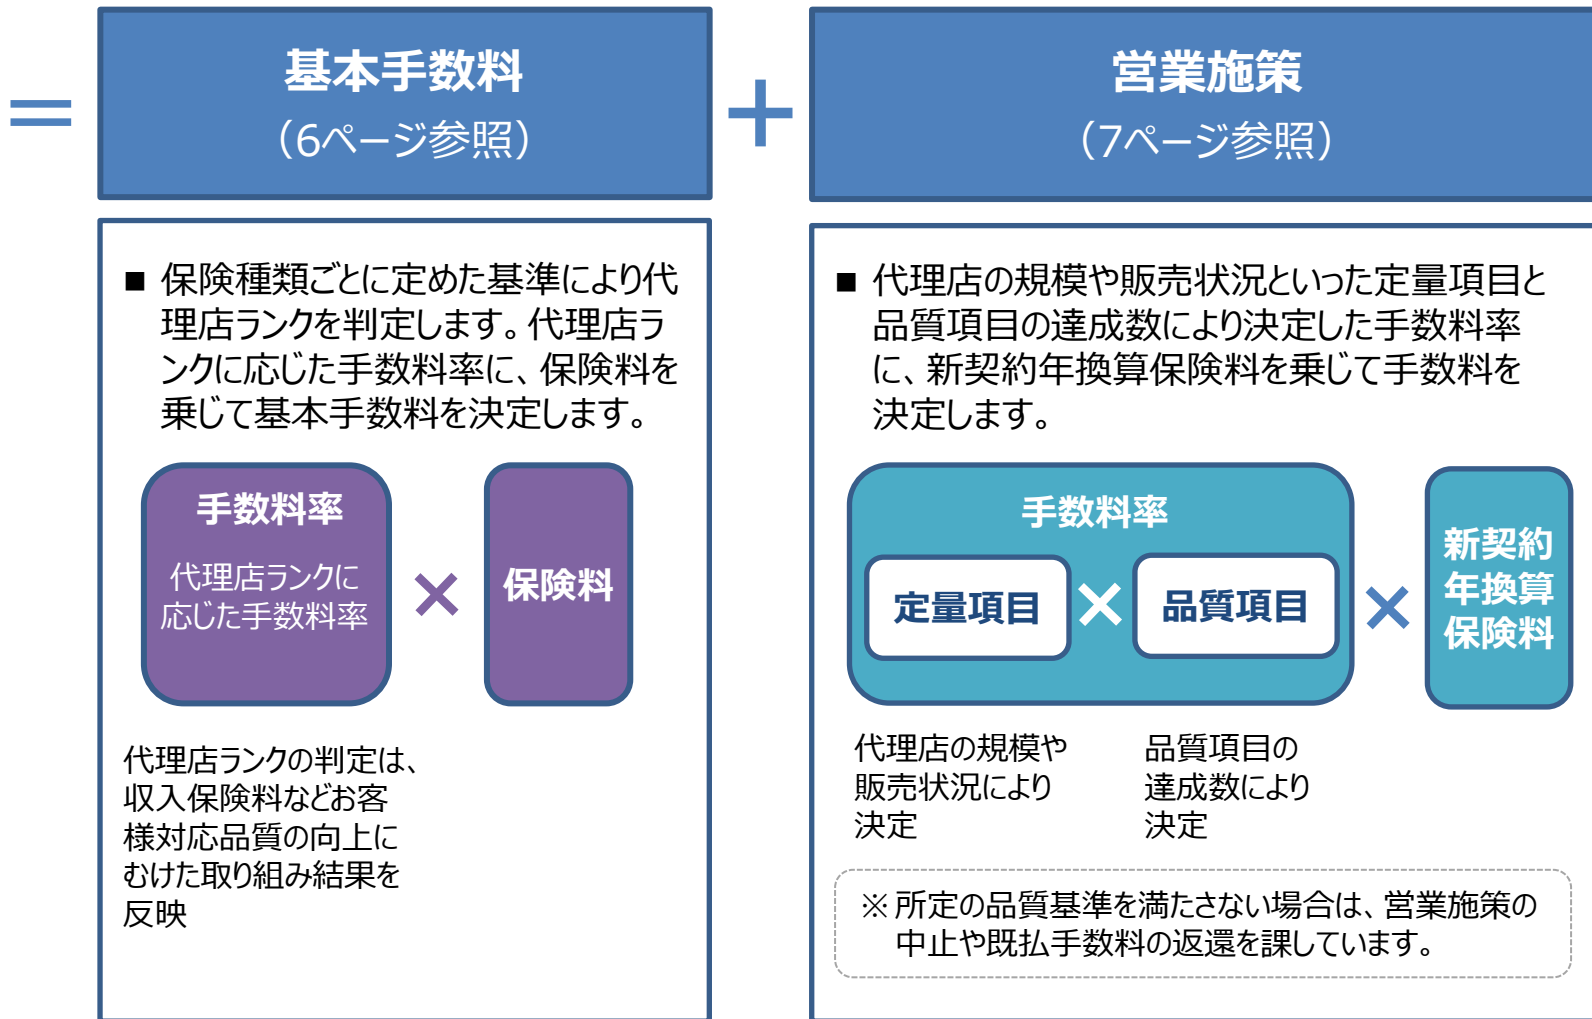 =
基本手数料
（6ページ参照）
■ 保険種類ごとに定めた基準により代
理店ランクを判定します。代理店ラ
ンクに応じた手数料率に、保険料を
乗じて基本手数料を決定します。
手数料率
代理店ランクに
応じた手数料率
×
保険料
代理店ランクの判定は、
収入保険料などお客
様対応品質の向上に
むけた取り組み結果を
反映
+
営業施策
（7ページ参照）
■ 代理店の規模や販売状況といった定量項目と
品質項目の達成数により決定した手数料率
に、新契約年換算保険料を乗じて手数料を
決定します。
手数料率
定量項目 × 品質項目
×
新契約
年換算
保険料
代理店の規模や
販売状況により
決定
品質項目の
達成数により
決定
※ 所定の品質基準を満たさない場合は、営業施策の
中止や既払手数料の返還を課しています。